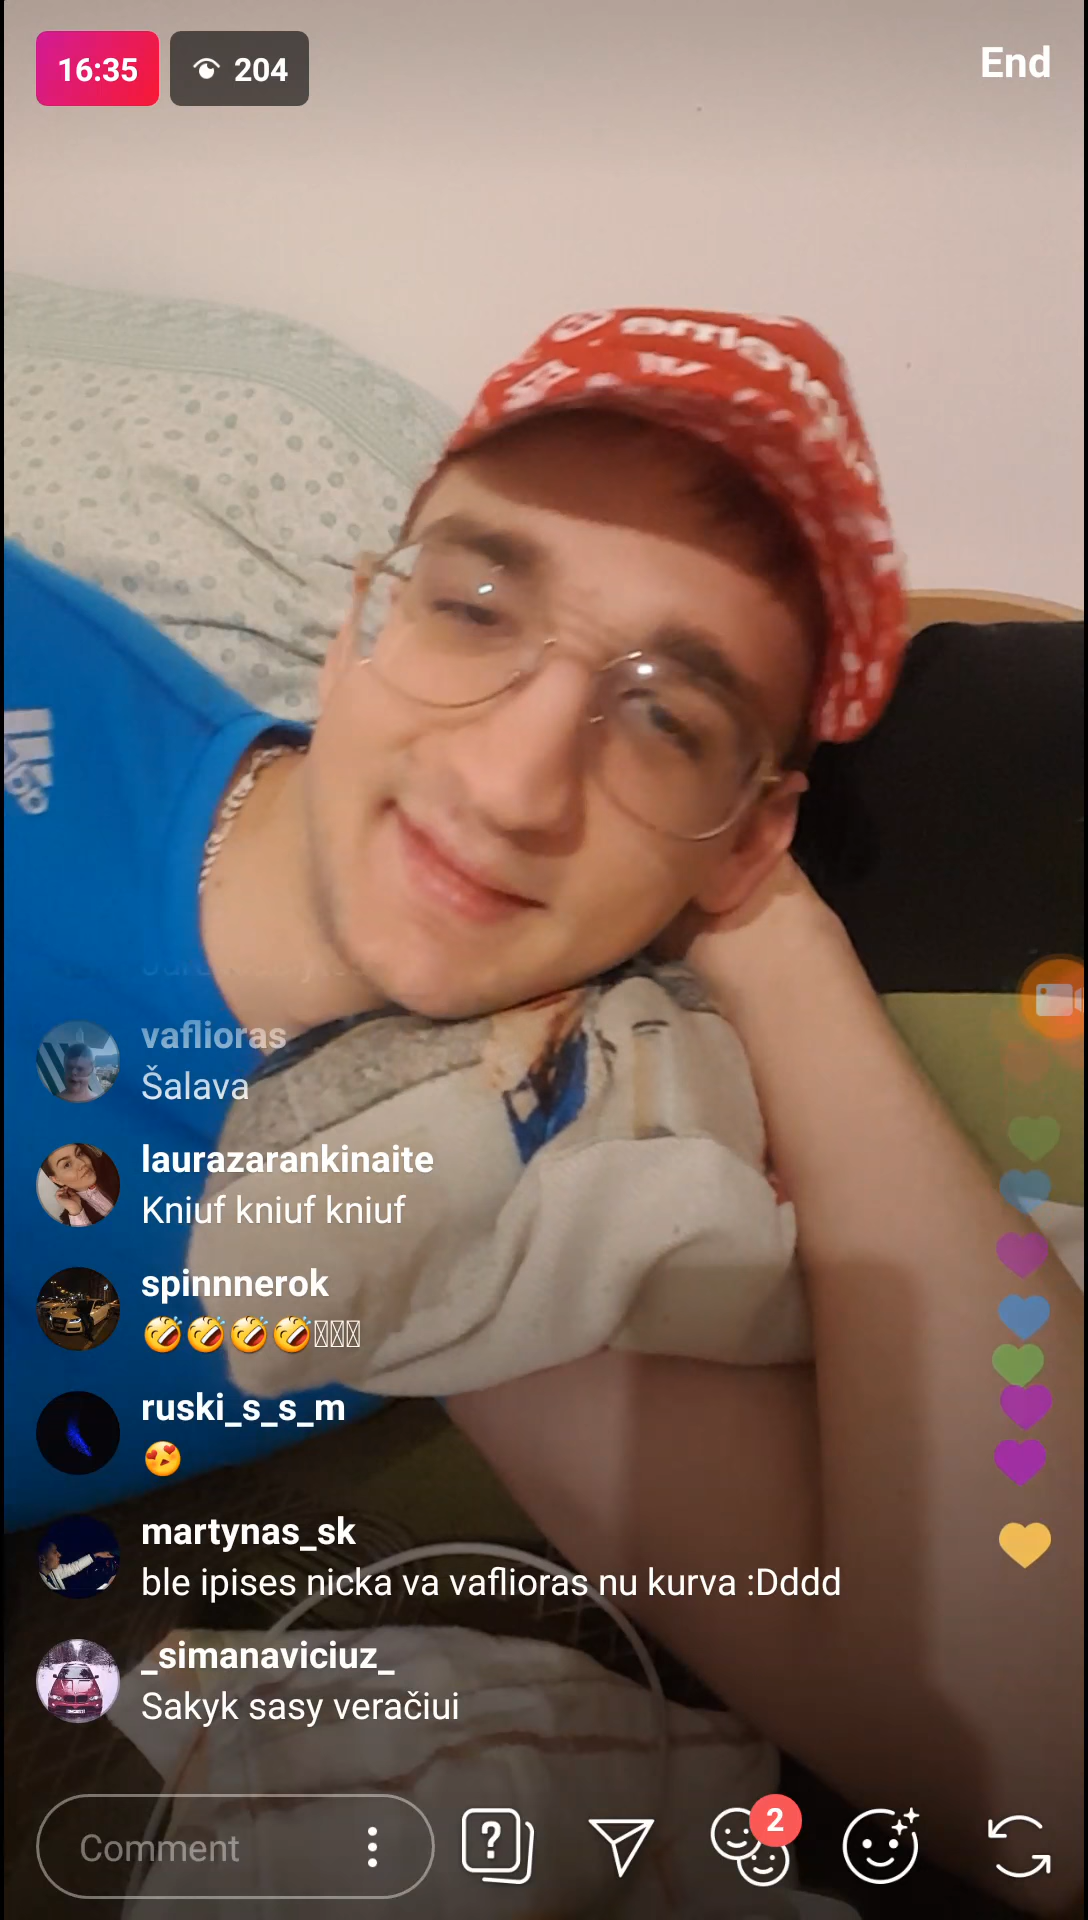 16:35
204
End
vaflioras
Šalava
laurazarankinaite
Kniuf kniuf kniuf
spinnnerok
🤣🤣🤣🤣
ruski_s_s_m
😍
martynas_sk
ble ipises nicka va vaflioras nu kurva :Dddd
_simanaviciuz_
Sakyk sasy veračiui
Comment
2